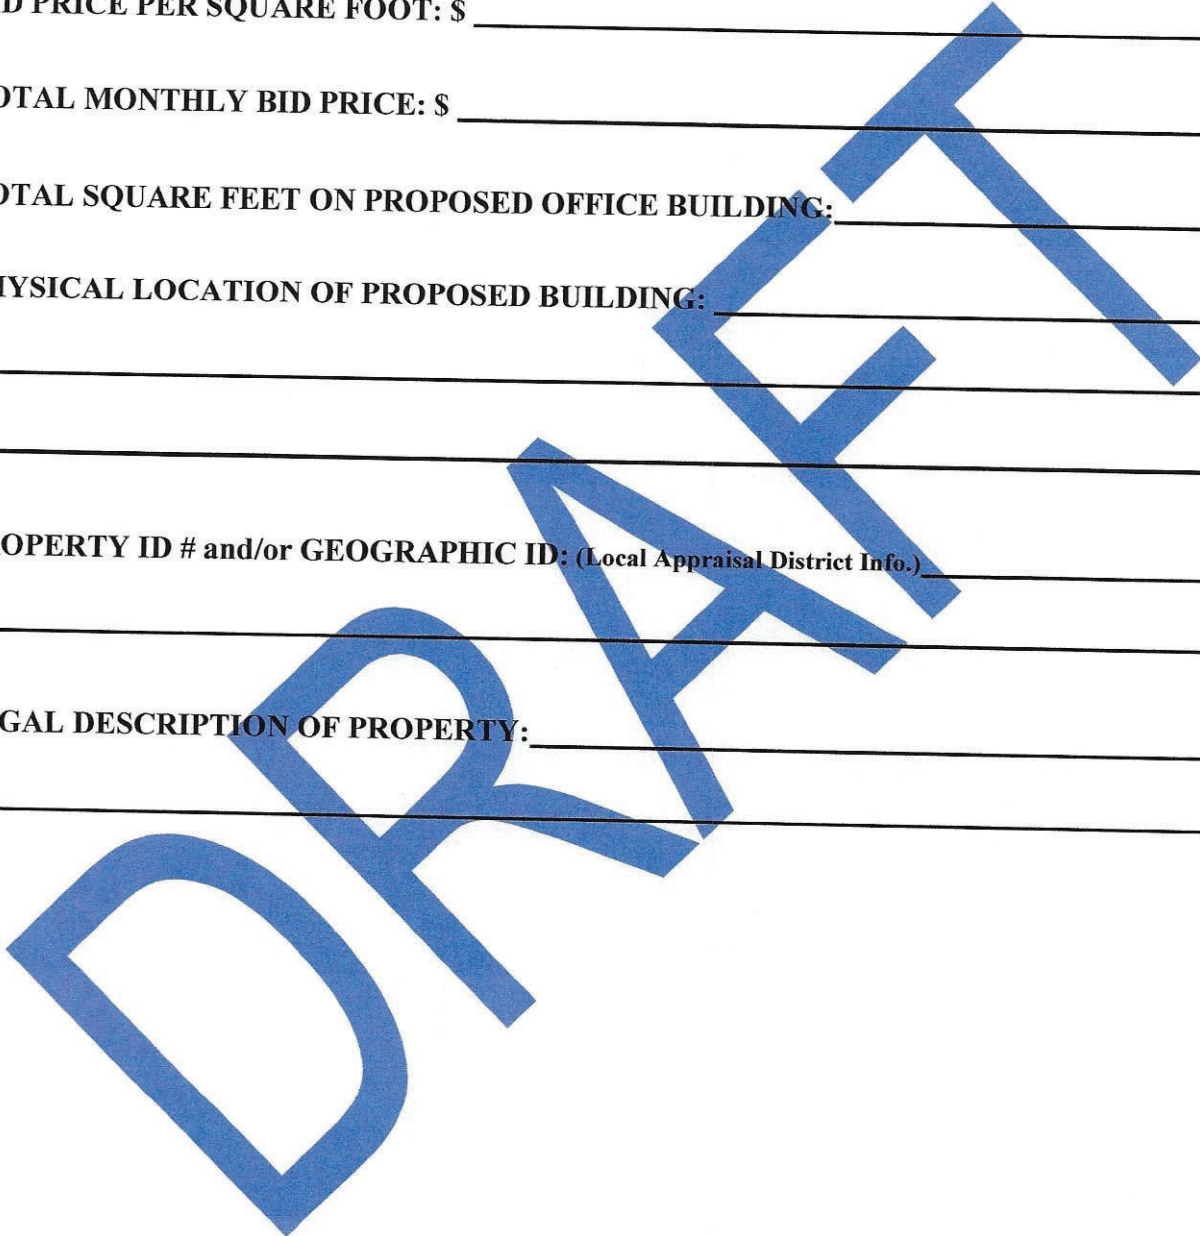 D PRICE PER SQUARE FOOT: $
OTAL MONTHLY BID PRICE: $
OTAL SQUARE FEET ON PROPOSED OFFICE BUILDING:
HYSICAL LOCATION OF PROPOSED BUILDING:
OPERTY ID # and/or GEOGRAPHIC ID: (Local Appraisal District Info.)
GAL DESCRIPTION OF PROPERTY:
DRAFT